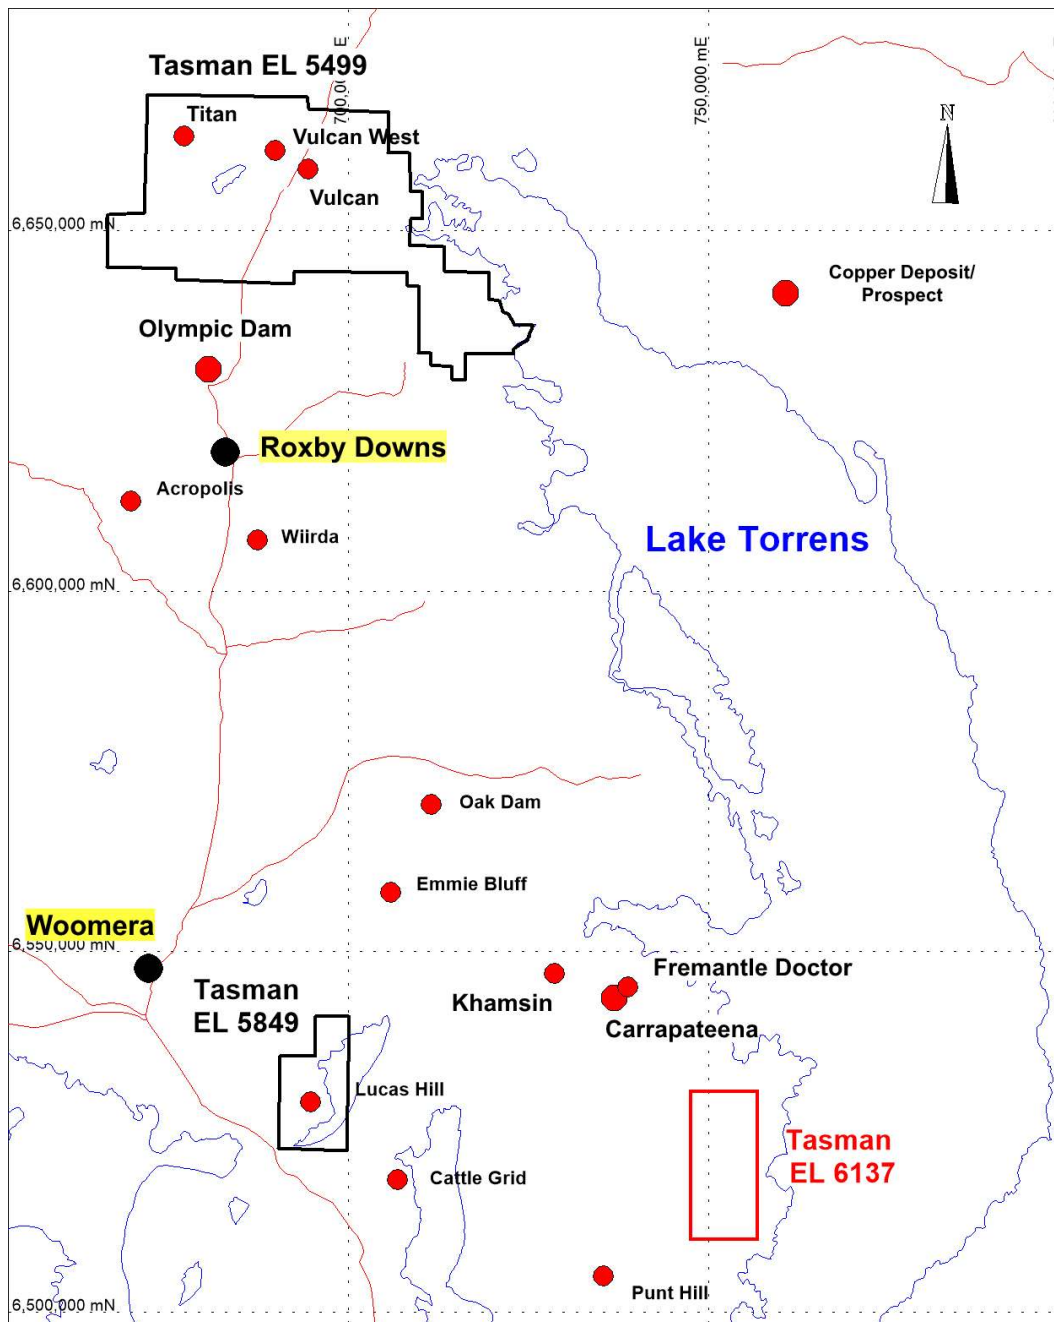 Tasman EL 5499
700,000 E
750,000 mE
Titan
Vulcan West
Vulcan
N
6,650,000 mN
Copper Deposit/
Prospect
Olympic Dam
Roxby Downs
Acropolis
Wiirda
Lake Torrens
6,600,000 mN
Oak Dam
Emmie Bluff
Woomera
6,550,000 mN
Fremantle Doctor
Khamsin
Carrapateena
Tasman
EL 5849
Lucas Hill
Tasman
EL 6137
Cattle Grid
Punt Hill
6,500,000 mN